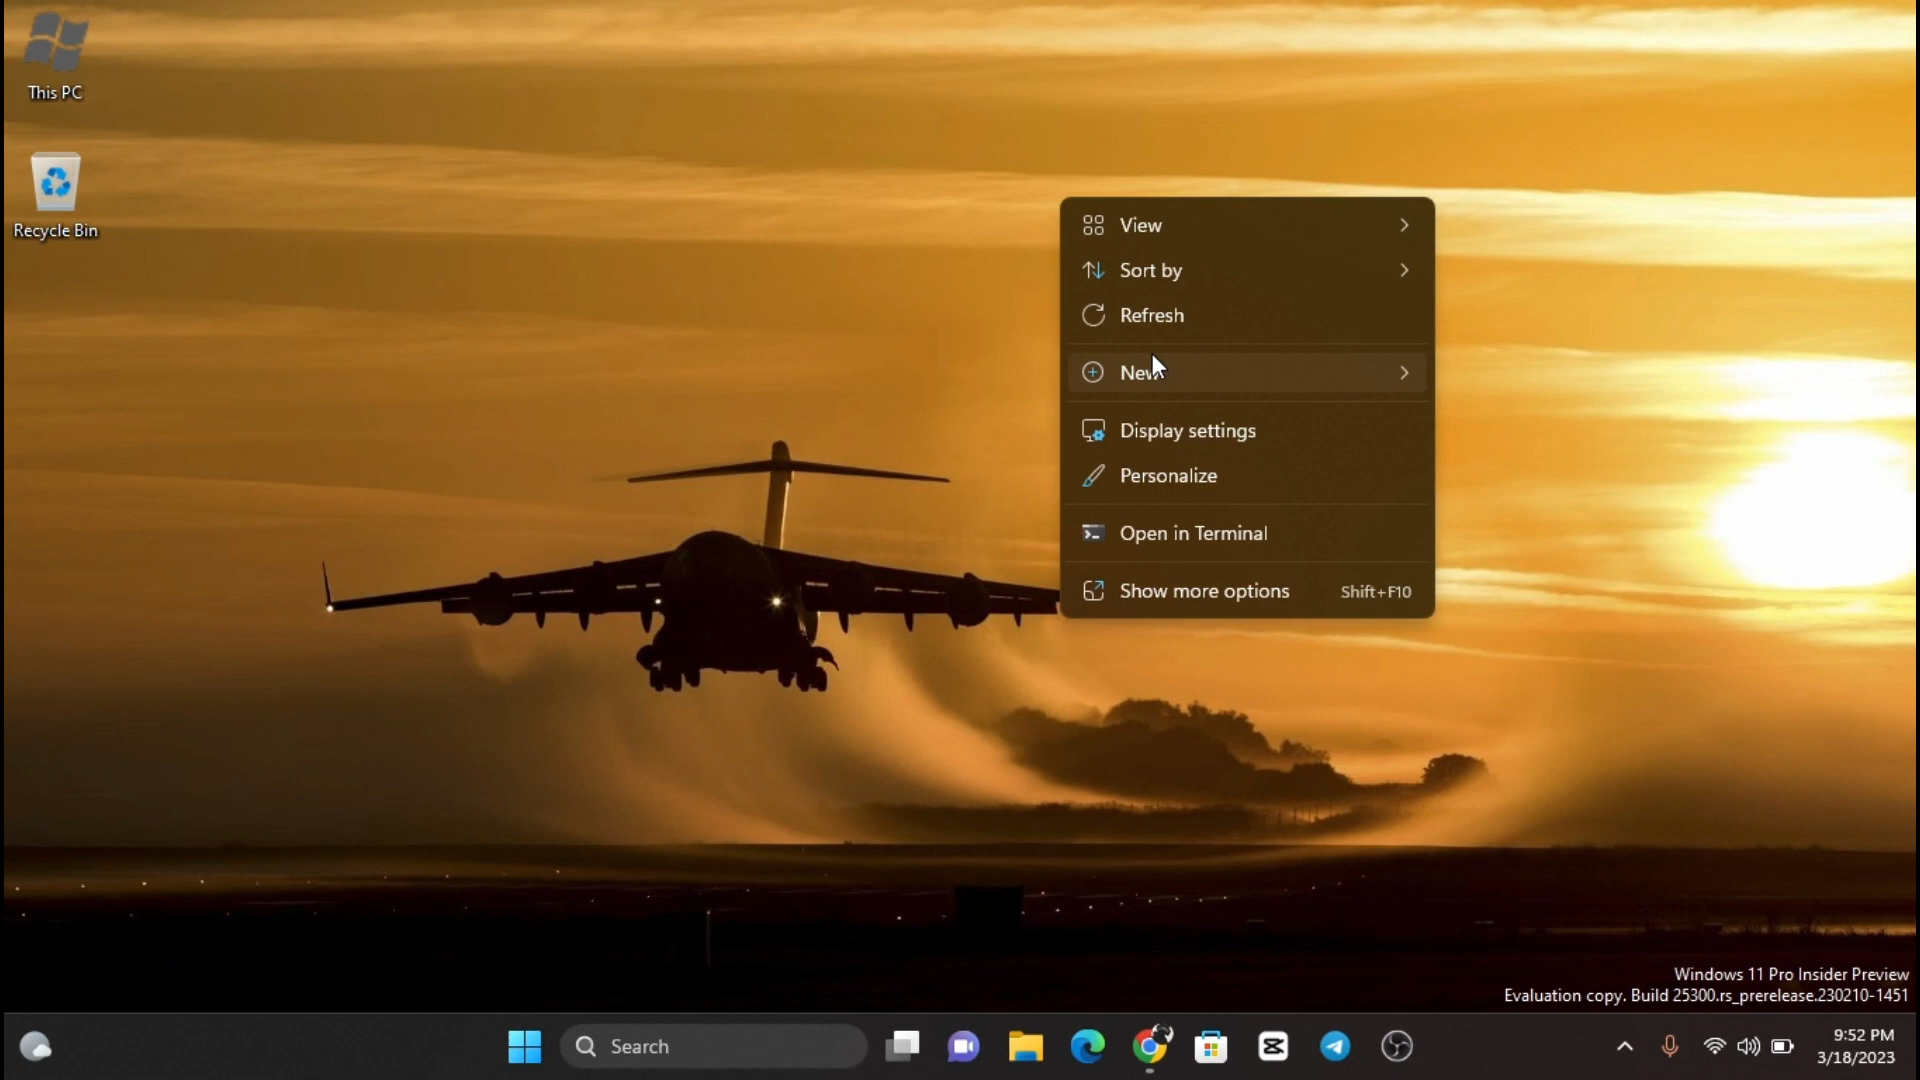 This PC
Recycle Bin
View
Sort by
Refresh
New
Display settings
Personalize
Open in Terminal
Show more options Shift+F10
Windows 11 Pro Insider Preview
Evaluation copy. Build 25300.rs_prerelease.230210-1451
Search
9:52 PM
3/18/2023